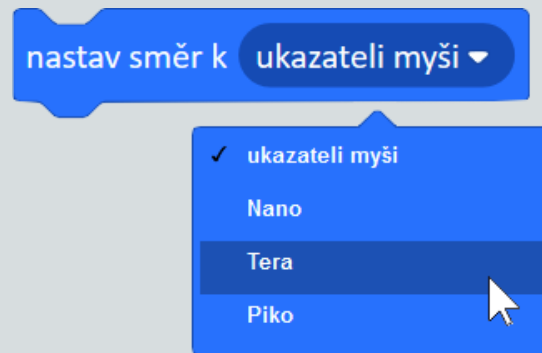 nastav směr k ukazateli myši
ukazateli myši
Nano
Tera
Piko